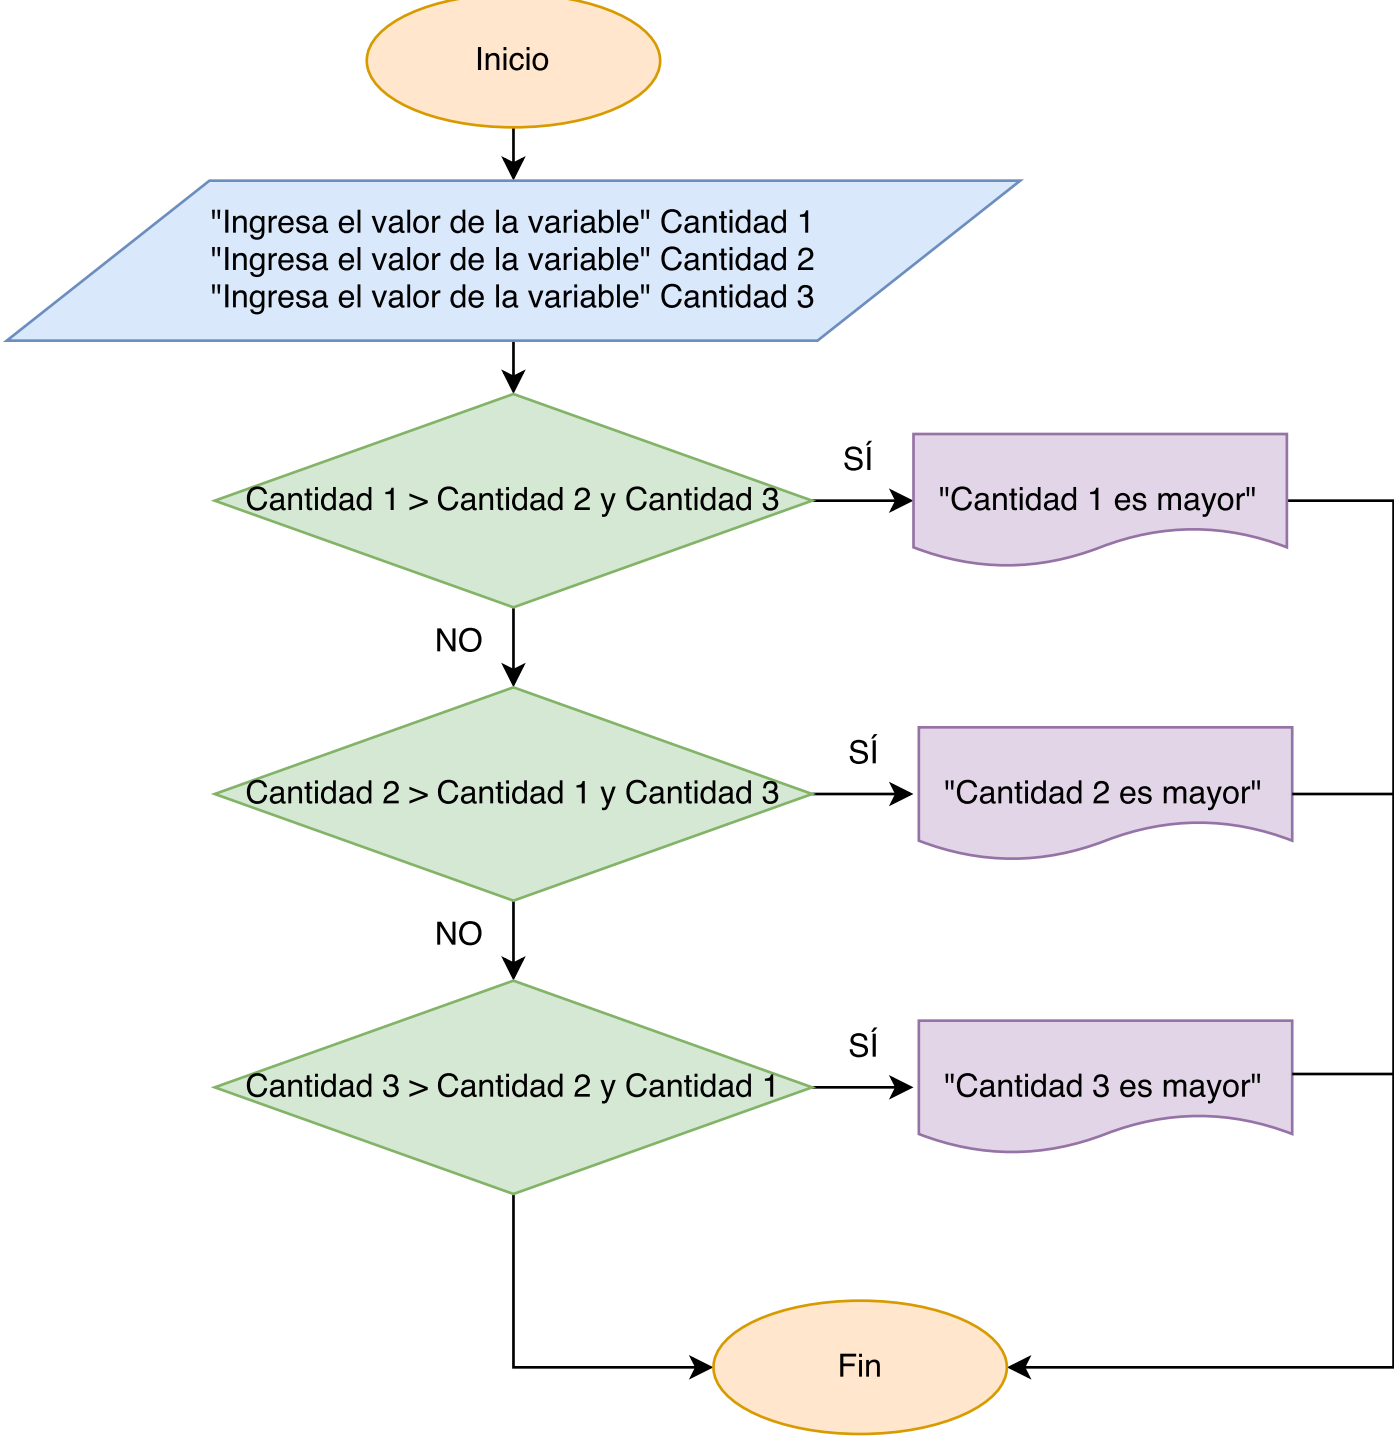 Inicio
"Ingresa el valor de la variable" Cantidad 1
"Ingresa el valor de la variable" Cantidad 2
"Ingresa el valor de la variable" Cantidad 3
Cantidad 1 > Cantidad 2 y Cantidad 3
SÍ
"Cantidad 1 es mayor"
NO
Cantidad 2 > Cantidad 1 y Cantidad 3
SÍ
"Cantidad 2 es mayor"
NO
Cantidad 3 > Cantidad 2 y Cantidad 1
SÍ
"Cantidad 3 es mayor"
Fin